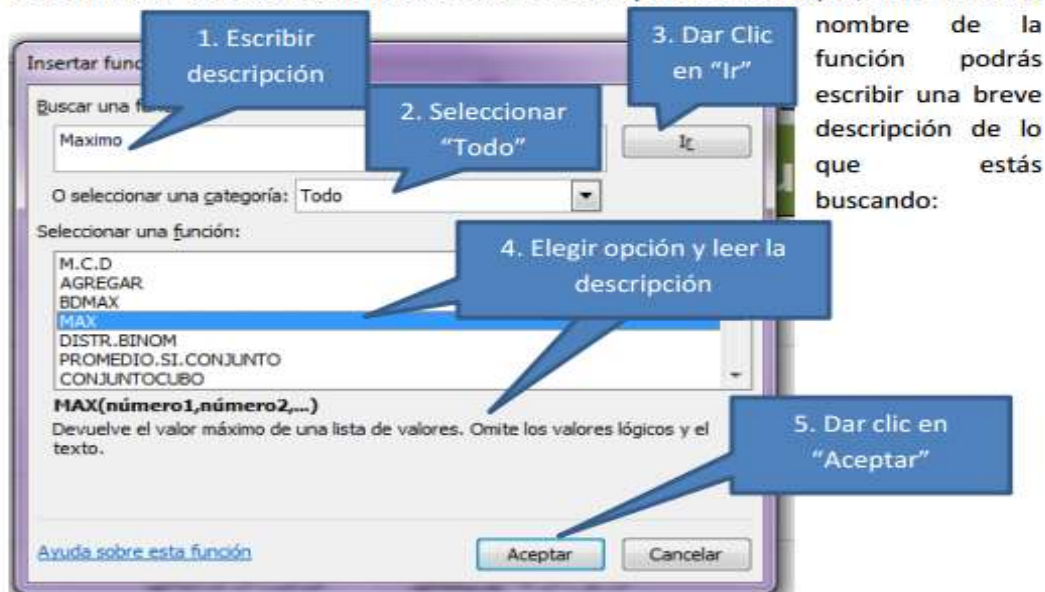 nombre de la
función podrás
escribir una breve
descripción de lo
que estás
buscando:
1. Escribir
descripción
3. Dar Clic
en "Ir"
Insertar func
Buscar una
2. Seleccionar
"Todo"
Maximo
Ir
O seleccionar una categoría: Todo
Seleccionar una función:
4. Elegir opción y leer la
descripción
M.C.D
AGREGAR
BDMAX
MAX
DISTR.BINOM
PROMEDIO.SI.CONJUNTO
CONJUNTOCUBO
MAX(número1,número2,...)
Devuelve el valor máximo de una lista de valores. Omite los valores lógicos y el
texto.
5. Dar clic en
"Aceptar"
Ayuda sobre esta función
Aceptar
Cancelar